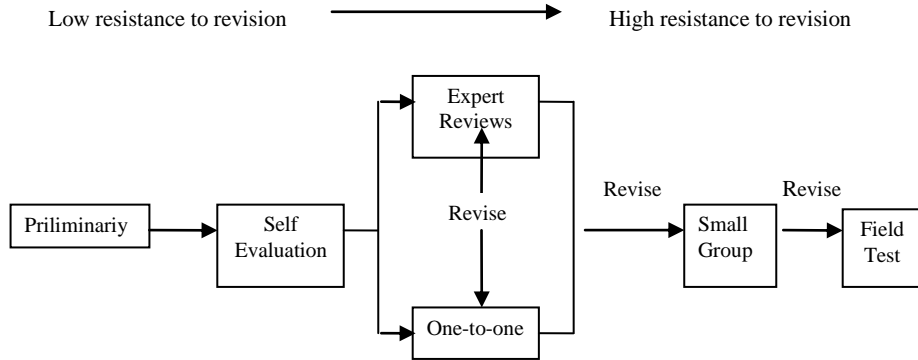 Low resistance to revision
High resistance to revision
Expert
Reviews
Priliminariy
Self
Evaluation
Revise
One-to-one
Revise
Small
Group
Revise
Field
Test